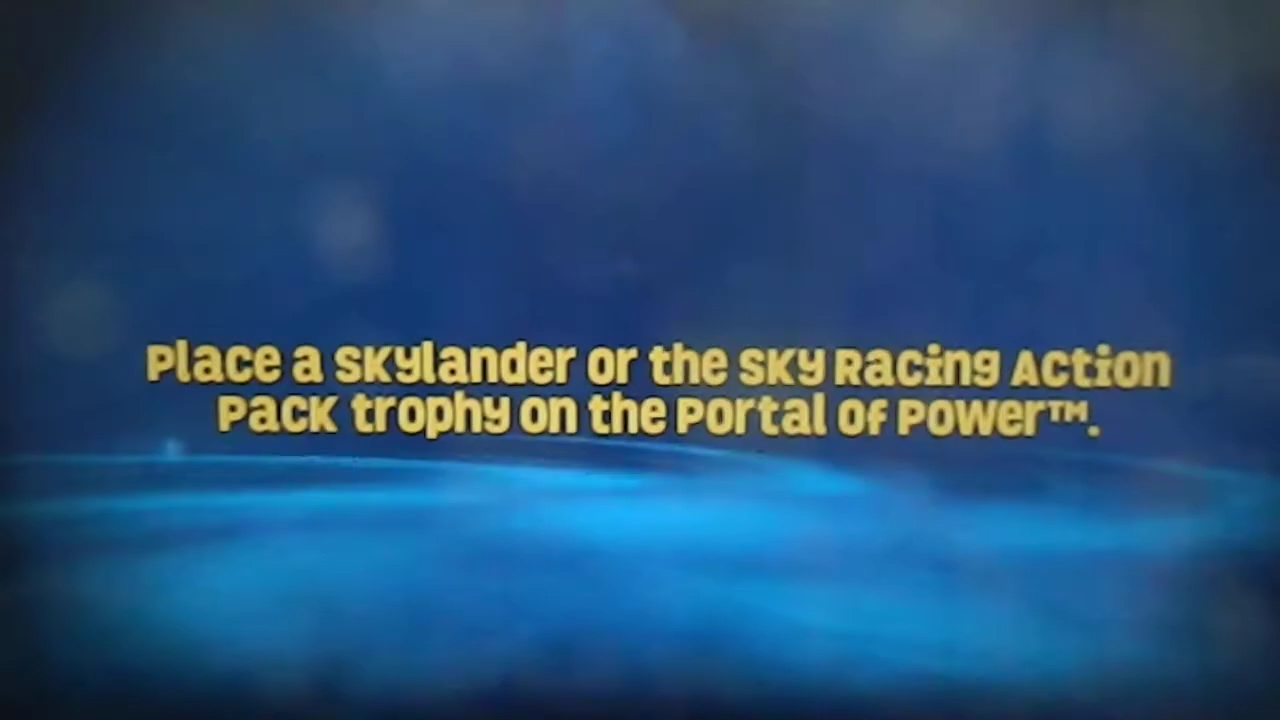 Place a Skylander or the Sky Racing Action
Pack trophy on the Portal of Power™.